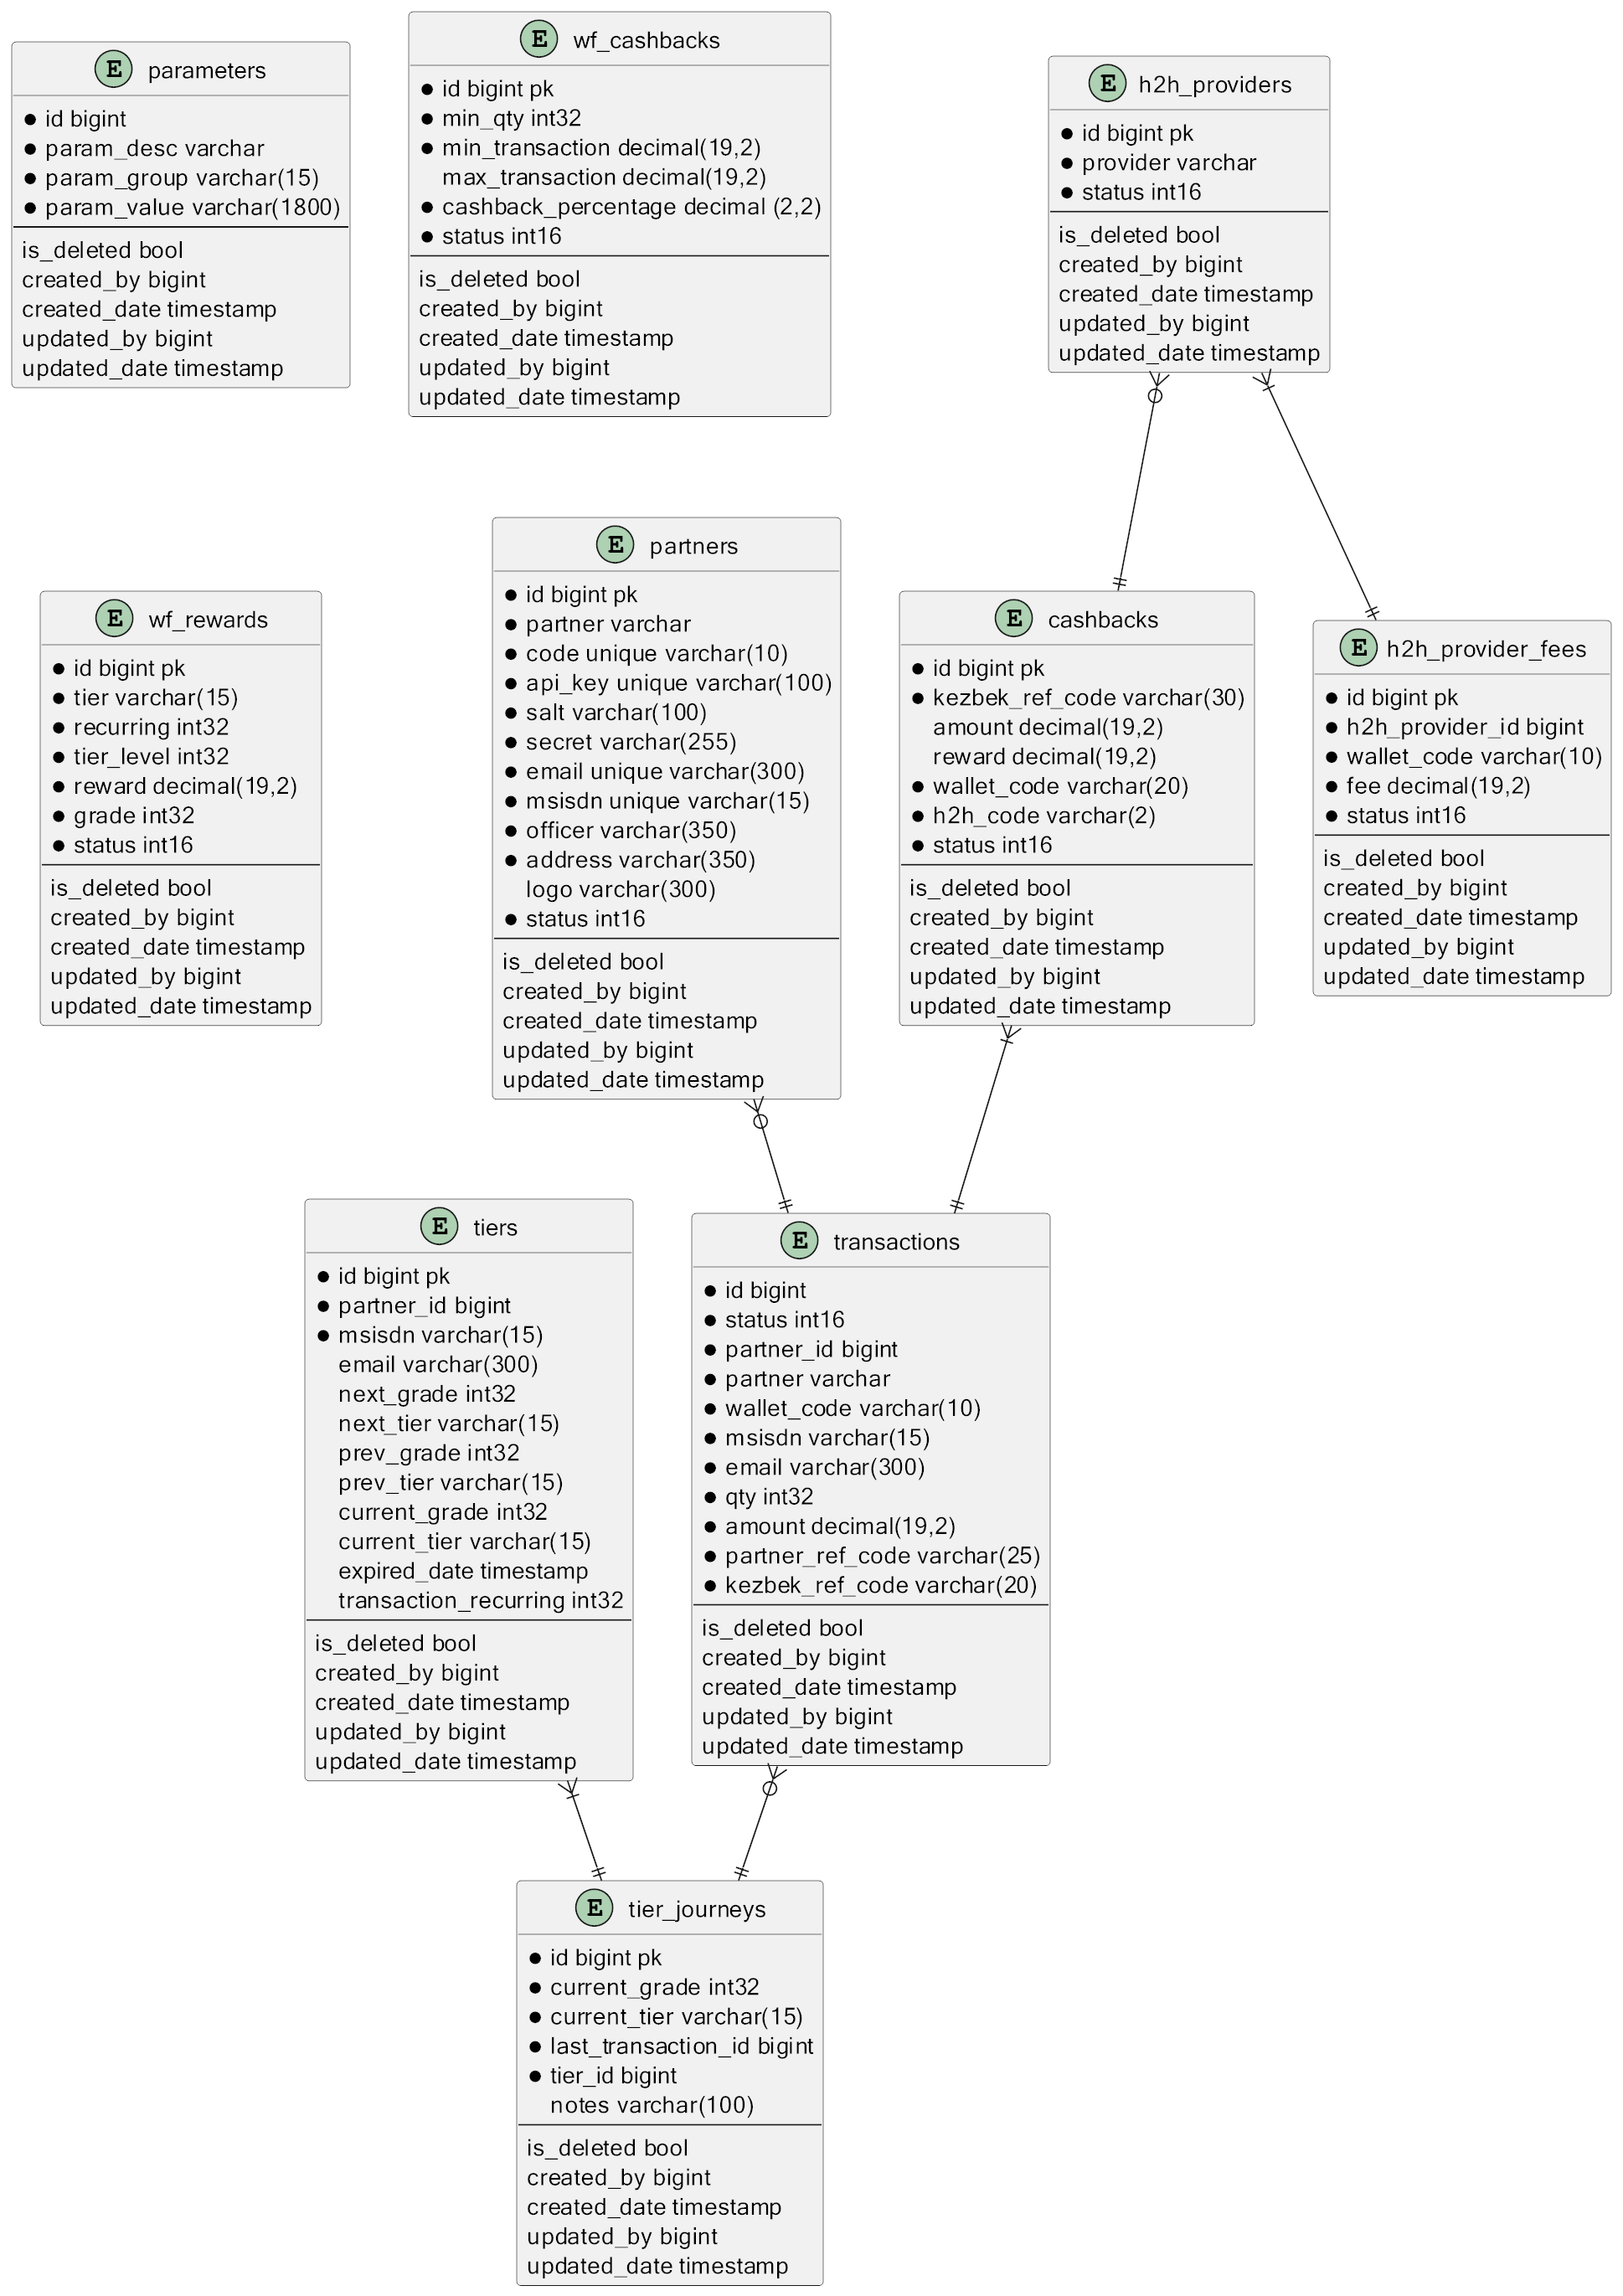 E parameters
id bigint
param_desc varchar
param_group varchar(15)
param_value varchar(1800)
is_deleted bool
created_by bigint
created_date timestamp
updated_by bigint
updated_date timestamp
E wf_cashbacks
id bigint pk
min_qty int32
min_transaction decimal(19,2)
max_transaction decimal(19,2)
cashback_percentage decimal (2,2)
status int16
is_deleted bool
created_by bigint
created_date timestamp
updated_by bigint
updated_date timestamp
E h2h_providers
id bigint pk
provider varchar
status int16
is_deleted bool
created_by bigint
created_date timestamp
updated_by bigint
updated_date timestamp
E wf_rewards
id bigint pk
tier varchar(15)
recurring int32
tier_level int32
reward decimal(19,2)
grade int32
status int16
is_deleted bool
created_by bigint
created_date timestamp
updated_by bigint
updated_date timestamp
E partners
id bigint pk
partner varchar
code unique varchar(10)
api_key unique varchar(100)
salt varchar(100)
secret varchar(255)
email unique varchar(300)
msisdn unique varchar(15)
officer varchar(350)
address varchar(350)
logo varchar(300)
status int16
is_deleted bool
created_by bigint
created_date timestamp
updated_by bigint
updated_date timestamp
E cashbacks
id bigint pk
kezbek_ref_code varchar(30)
amount decimal(19,2)
reward decimal(19,2)
wallet_code varchar(20)
h2h_code varchar(2)
status int16
is_deleted bool
created_by bigint
created_date timestamp
updated_by bigint
updated_date timestamp
E h2h_provider_fees
id bigint pk
h2h_provider_id bigint
wallet_code varchar(10)
fee decimal(19,2)
status int16
is_deleted bool
created_by bigint
created_date timestamp
updated_by bigint
updated_date timestamp
E tiers
id bigint pk
partner_id bigint
msisdn varchar(15)
email varchar(300)
next_grade int32
next_tier varchar(15)
prev_grade int32
prev_tier varchar(15)
current_grade int32
current_tier varchar(15)
expired_date timestamp
transaction_recurring int32
is_deleted bool
created_by bigint
created_date timestamp
updated_by bigint
updated_date timestamp
E transactions
id bigint
status int16
partner_id bigint
partner varchar
wallet_code varchar(10)
msisdn varchar(15)
email varchar(300)
qty int32
amount decimal(19,2)
partner_ref_code varchar(25)
kezbek_ref_code varchar(20)
is_deleted bool
created_by bigint
created_date timestamp
updated_by bigint
updated_date timestamp
E tier_journeys
id bigint pk
current_grade int32
current_tier varchar(15)
last_transaction_id bigint
tier_id bigint
notes varchar(100)
is_deleted bool
created_by bigint
created_date timestamp
updated_by bigint
updated_date timestamp